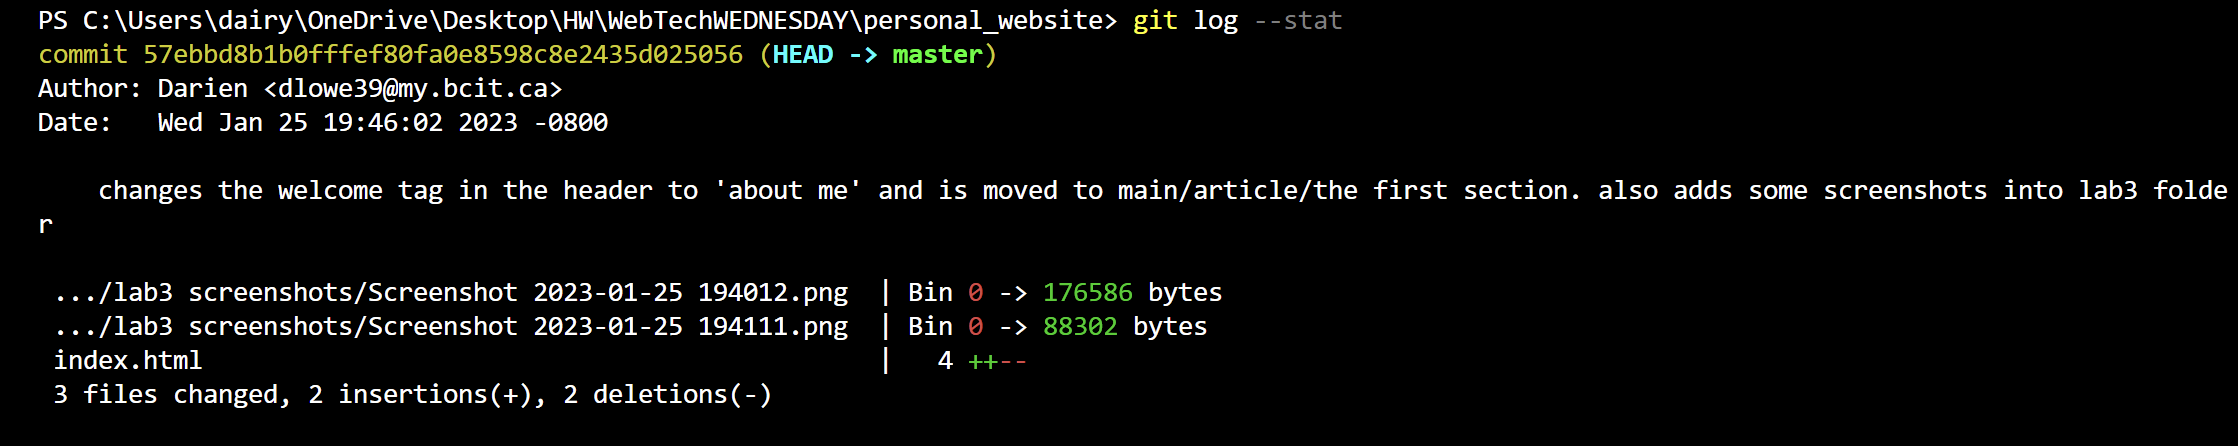 PS C:\Users\dairy\OneDrive\Desktop\HW\WebTechWEDNESDAY\personal_website> git log --stat
commit 57ebbd8b1b0fffef80fa0e8598c8e2435d025056 (HEAD -> master)
Author: Darien <dlowe39@my.bcit.ca>
Date:   Wed Jan 25 19:46:02 2023 -0800
    changes the welcome tag in the header to 'about me' and is moved to main/article/the first section. also adds some screenshots into lab3 folde
r
 .../lab3 screenshots/Screenshot 2023-01-25 194012.png  | Bin 0 -> 176586 bytes
 .../lab3 screenshots/Screenshot 2023-01-25 194111.png  | Bin 0 -> 88302 bytes
 index.html                                             |   4 ++--
 3 files changed, 2 insertions(+), 2 deletions(-)